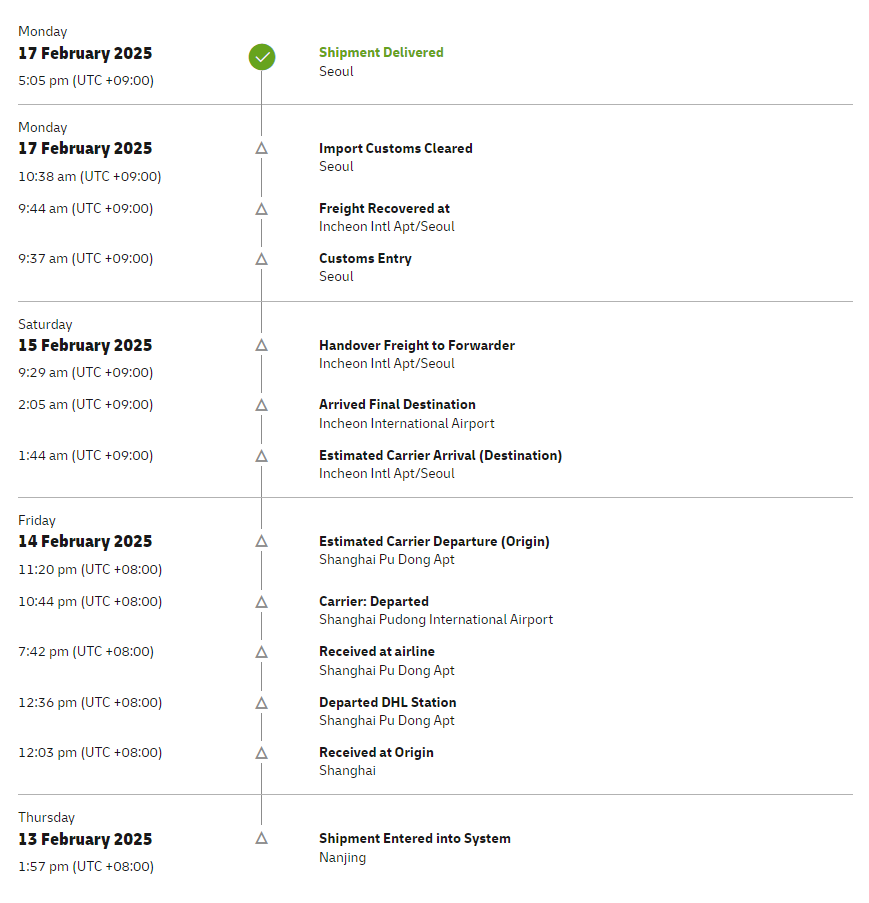 Monday
17 February 2025
5:05 pm (UTC +09:00)
Shipment Delivered
Seoul
Monday
17 February 2025
10:38 am (UTC +09:00)
Import Customs Cleared
Seoul
9:44 am (UTC +09:00)
Freight Recovered at
Incheon Intl Apt/Seoul
9:37 am (UTC +09:00)
Customs Entry
Seoul
Saturday
15 February 2025
9:29 am (UTC +09:00)
Handover Freight to Forwarder
Incheon Intl Apt/Seoul
2:05 am (UTC +09:00)
Arrived Final Destination
Incheon International Airport
1:44 am (UTC +09:00)
Estimated Carrier Arrival (Destination)
Incheon Intl Apt/Seoul
Friday
14 February 2025
11:20 pm (UTC +08:00)
Estimated Carrier Departure (Origin)
Shanghai Pu Dong Apt
10:44 pm (UTC +08:00)
Carrier: Departed
Shanghai Pudong International Airport
7:42 pm (UTC +08:00)
Received at airline
Shanghai Pu Dong Apt
12:36 pm (UTC +08:00)
Departed DHL Station
Shanghai Pu Dong Apt
12:03 pm (UTC +08:00)
Received at Origin
Shanghai
Thursday
13 February 2025
1:57 pm (UTC +08:00)
Shipment Entered into System
Nanjing